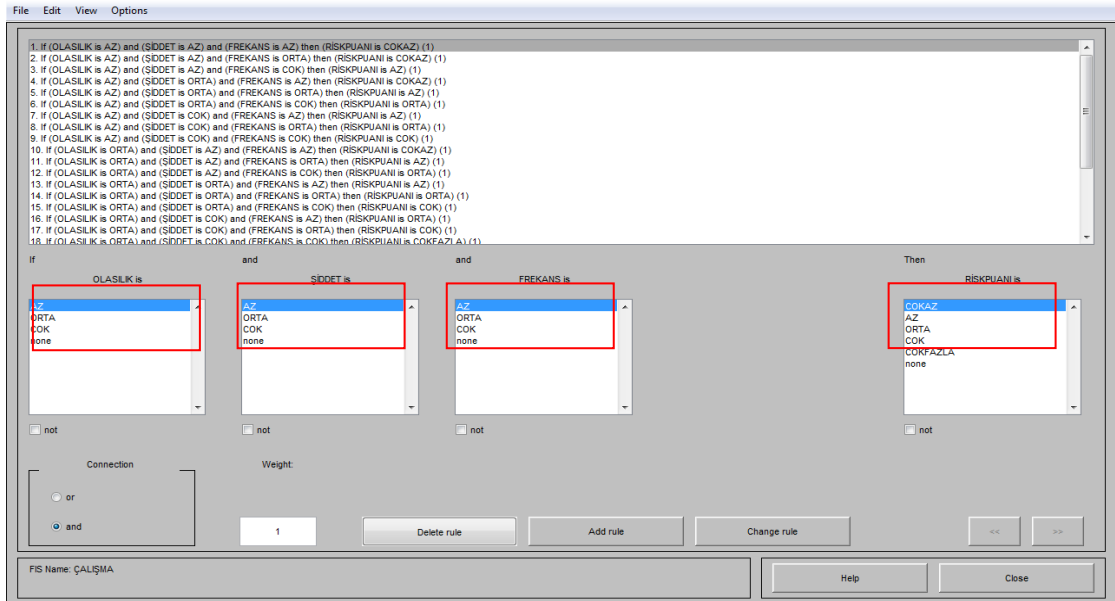 File Edit View Options
1. If (OLASILIK is AZ) and (ŞİDDET is AZ) and (FREKANS is AZ) then (RİSKPUANI is COKAZ) (1)
2. If (OLASILIK is AZ) and (ŞİDDET is AZ) and (FREKANS is ORTA) then (RİSKPUANI is COKAZ) (1)
3. If (OLASILIK is AZ) and (ŞİDDET is AZ) and (FREKANS is COK) then (RİSKPUANI is AZ) (1)
4. If (OLASILIK is AZ) and (ŞİDDET is ORTA) and (FREKANS is AZ) then (RİSKPUANI is COKAZ) (1)
5. If (OLASILIK is AZ) and (ŞİDDET is ORTA) and (FREKANS is ORTA) then (RİSKPUANI is AZ) (1)
6. If (OLASILIK is AZ) and (ŞİDDET is ORTA) and (FREKANS is COK) then (RİSKPUANI is ORTA) (1)
7. If (OLASILIK is AZ) and (ŞİDDET is COK) and (FREKANS is AZ) then (RİSKPUANI is AZ) (1)
8. If (OLASILIK is AZ) and (ŞİDDET is COK) and (FREKANS is ORTA) then (RİSKPUANI is ORTA) (1)
9. If (OLASILIK is AZ) and (ŞİDDET is COK) and (FREKANS is COK) then (RİSKPUANI is COK) (1)
10. If (OLASILIK is ORTA) and (ŞİDDET is AZ) and (FREKANS is AZ) then (RİSKPUANI is COKAZ) (1)
11. If (OLASILIK is ORTA) and (ŞİDDET is AZ) and (FREKANS is ORTA) then (RİSKPUANI is AZ) (1)
12. If (OLASILIK is ORTA) and (ŞİDDET is AZ) and (FREKANS is COK) then (RİSKPUANI is ORTA) (1)
13. If (OLASILIK is ORTA) and (ŞİDDET is ORTA) and (FREKANS is AZ) then (RİSKPUANI is AZ) (1)
14. If (OLASILIK is ORTA) and (ŞİDDET is ORTA) and (FREKANS is ORTA) then (RİSKPUANI is ORTA) (1)
15. If (OLASILIK is ORTA) and (ŞİDDET is ORTA) and (FREKANS is COK) then (RİSKPUANI is COK) (1)
16. If (OLASILIK is ORTA) and (ŞİDDET is COK) and (FREKANS is AZ) then (RİSKPUANI is ORTA) (1)
17. If (OLASILIK is ORTA) and (ŞİDDET is COK) and (FREKANS is ORTA) then (RİSKPUANI is COK) (1)
18. If (OLASILIK is ORTA) and (ŞİDDET is COK) and (FREKANS is COK) then (RİSKPUANI is COKFAZLA) (1)
If and and Then
OLASILIK is ŞİDDET is FREKANS is RİSKPUANI is
AZ AZ AZ COKAZ
ORTA ORTA ORTA AZ
COK COK COK ORTA
none none none COK
COKFAZLA
none
not not not not
Connection Weight:
or
and 1 Delete rule Add rule Change rule << >>
FIS Name: ÇALIŞMA Help Close